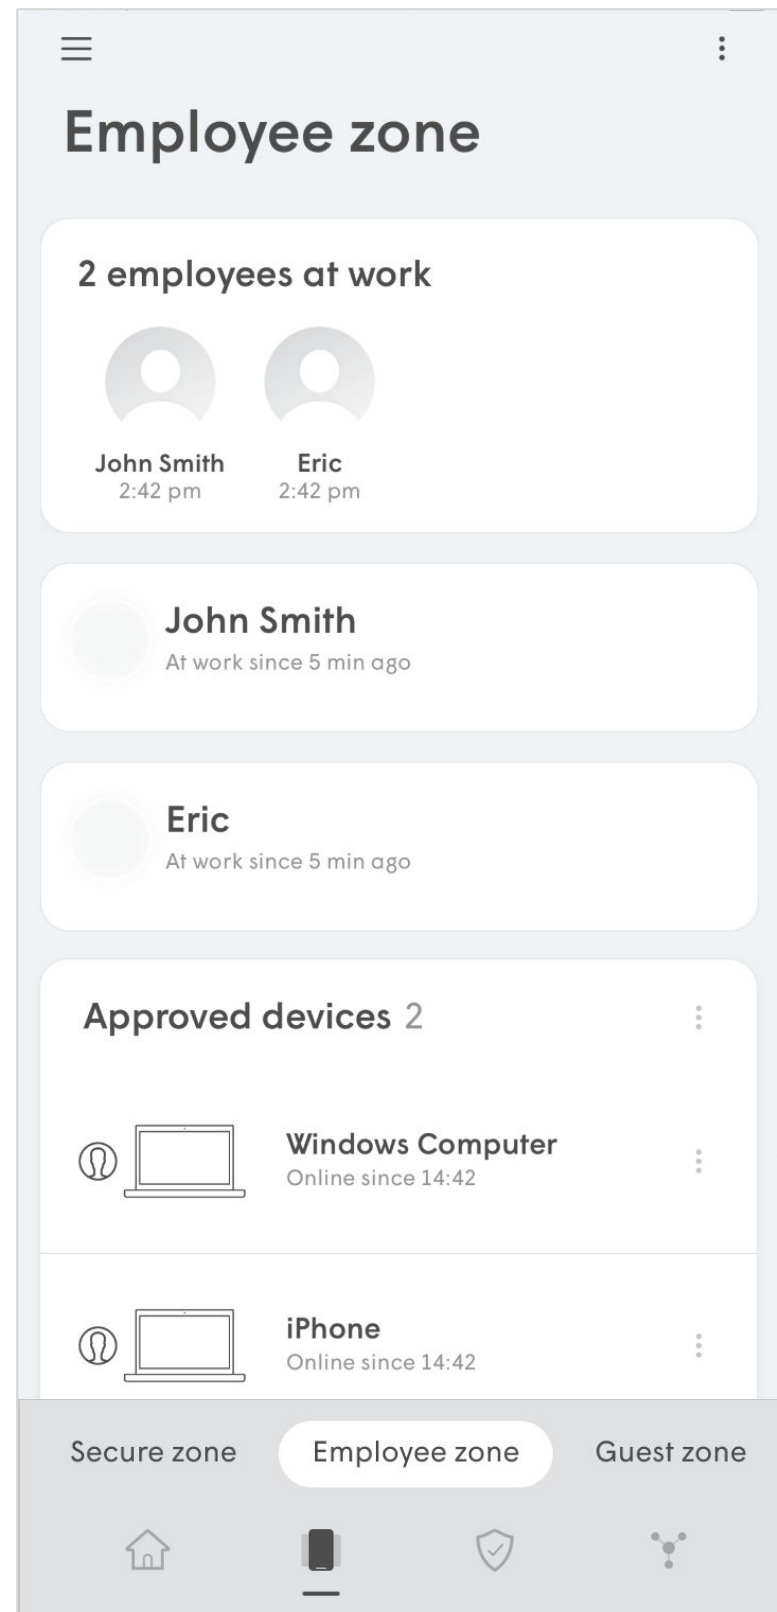 Employee zone
2 employees at work
John Smith
2:42 pm
Eric
2:42 pm
John Smith
At work since 5 min ago
Eric
At work since 5 min ago
Approved devices 2
Windows Computer
Online since 14:42
iPhone
Online since 14:42
Secure zone
Employee zone
Guest zone